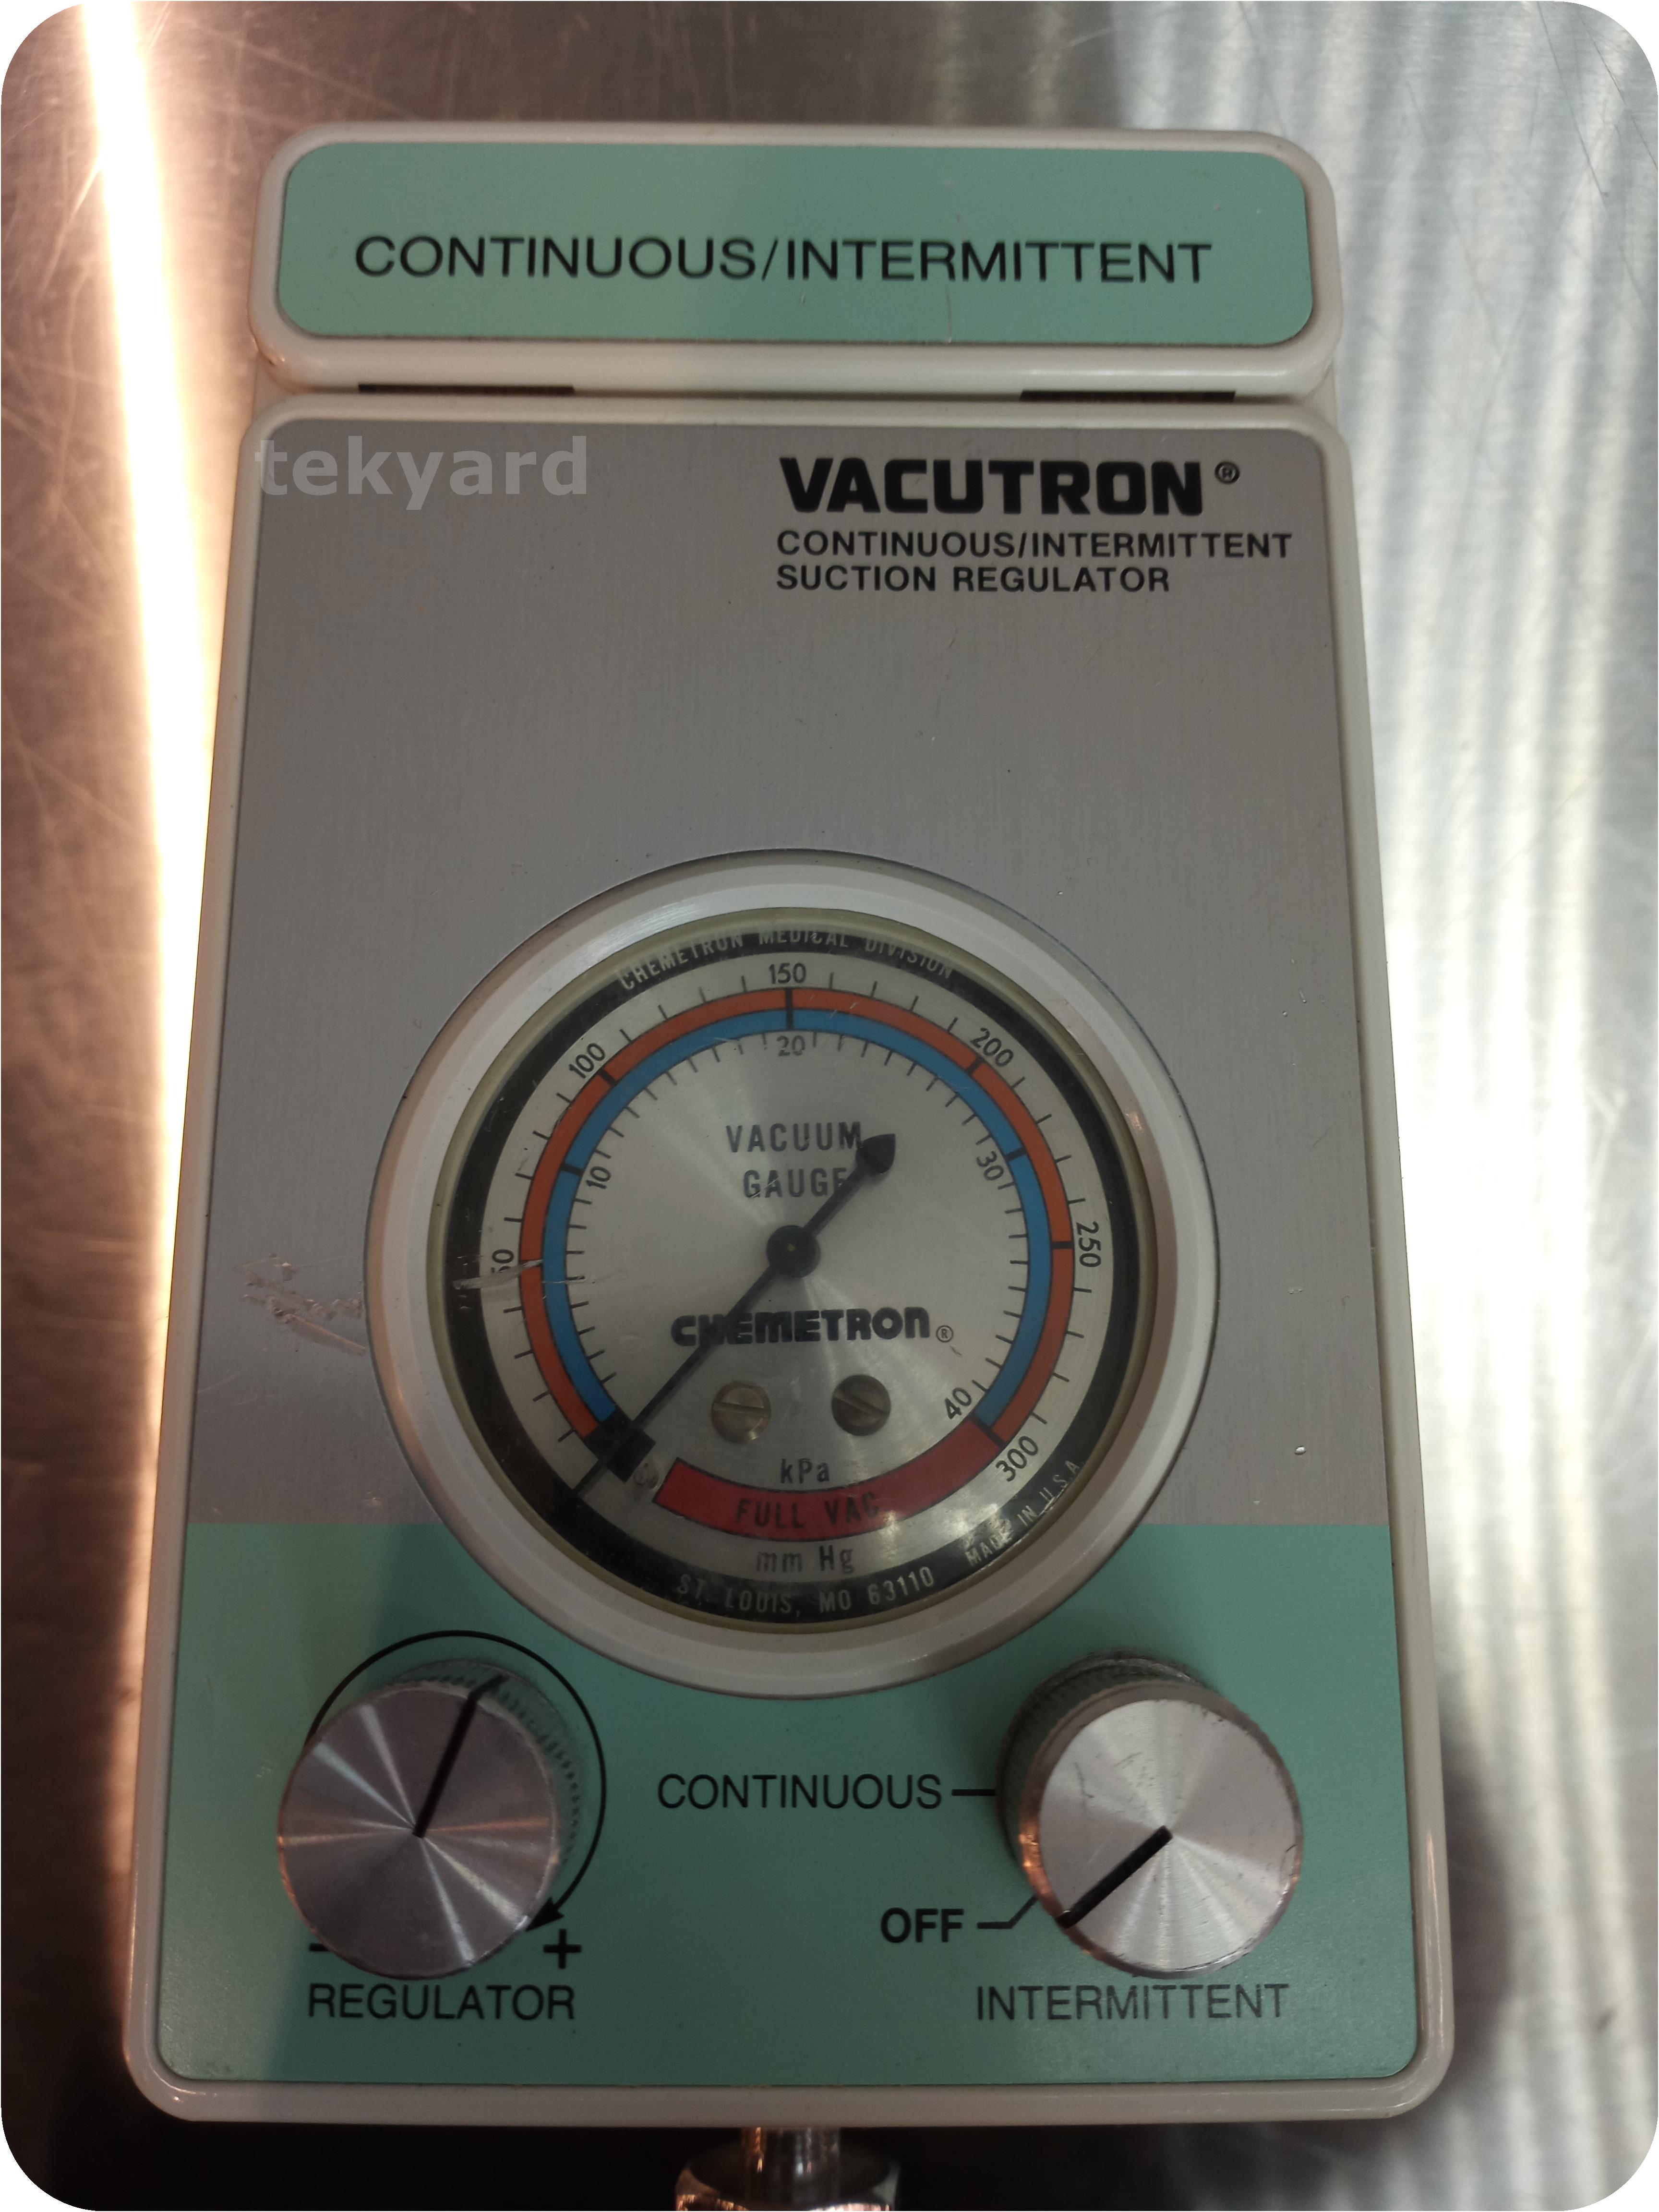 CONTINUOUS/INTERMITTENT
tekyard
VACUTRON®
CONTINUOUS/INTERMITTENT
SUCTION REGULATOR
CHEMETRON MEDICAL DIVISION
150
100
200
20
VACUUM
GAUGE
10
30
250
CHEMETRON®
40
300
kPa
FULL VAC
mm Hg
ST. LOUIS, MO 63110
MADE IN U.S.A.
CONTINUOUS
OFF
- +
REGULATOR
INTERMITTENT